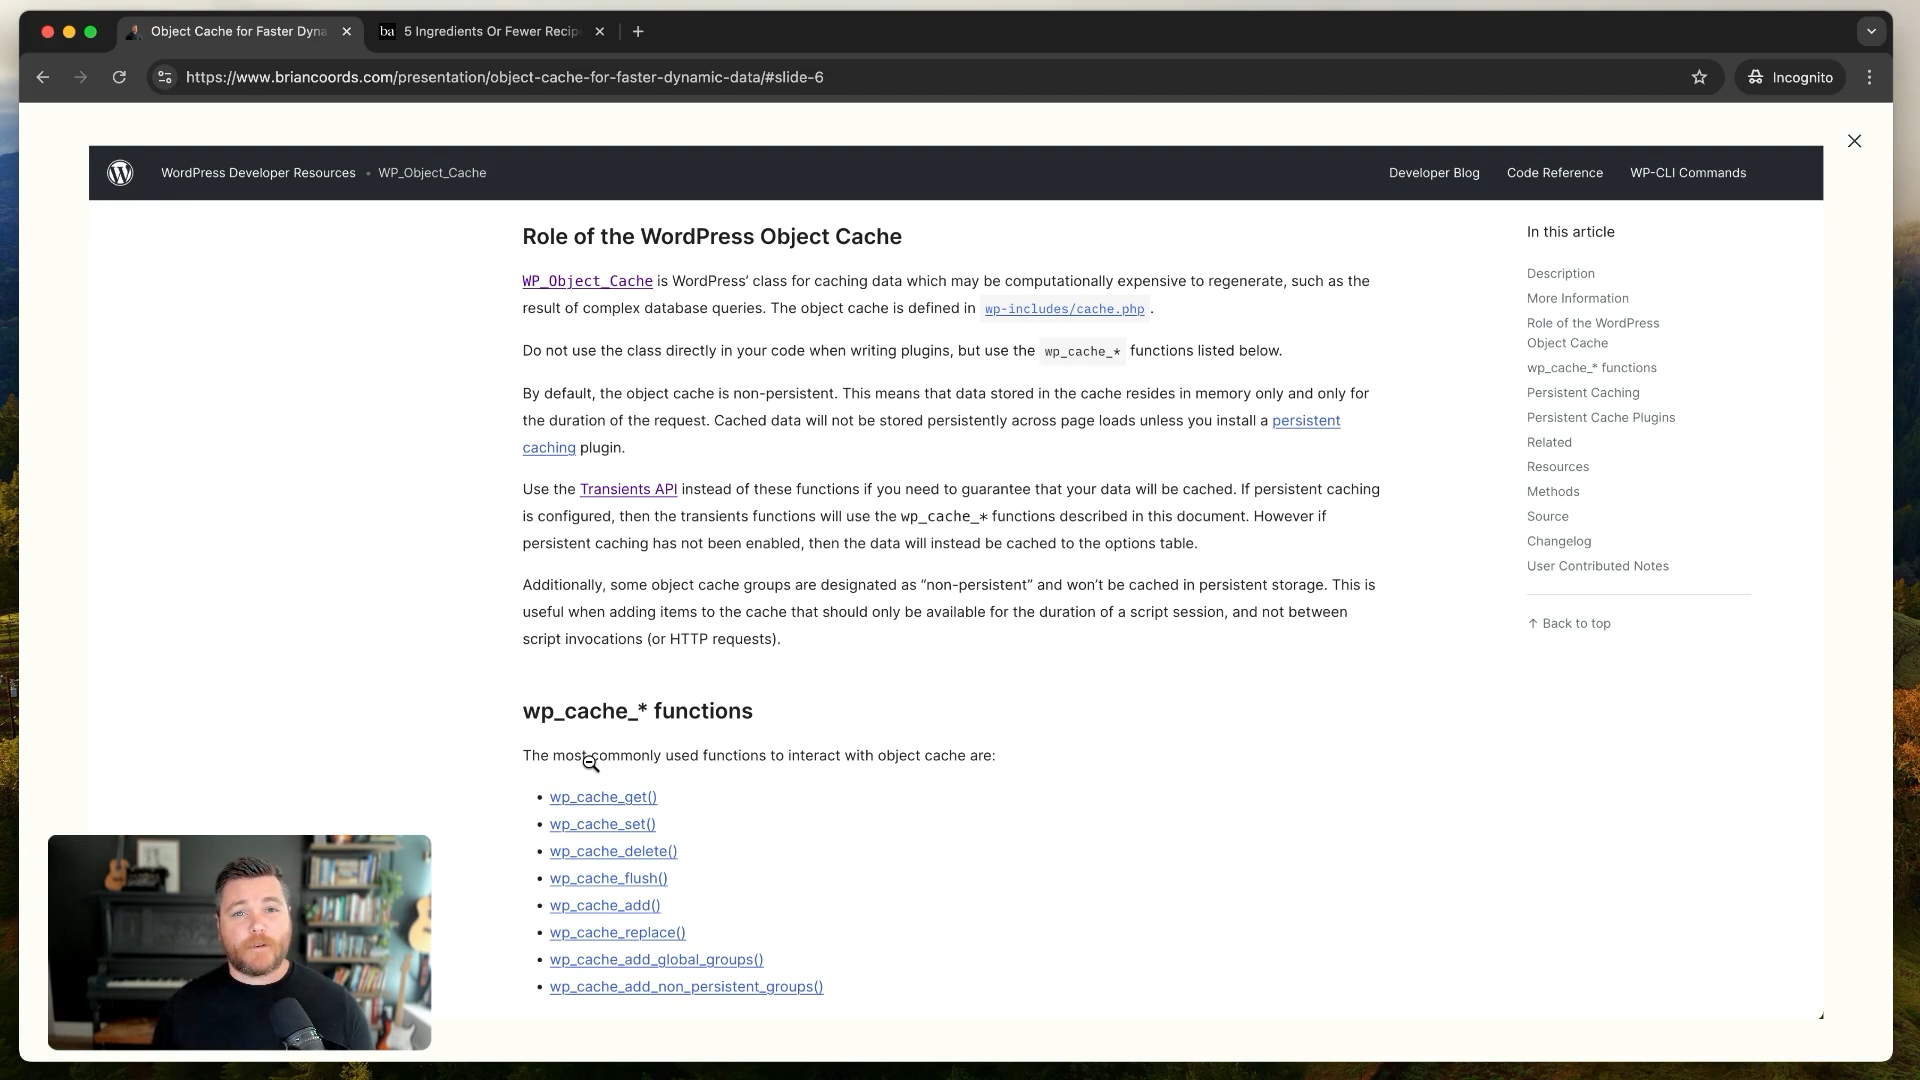 Object Cache for Faster Dyna
ba 5 Ingredients Or Fewer Recip
https://www.briancoords.com/presentation/object-cache-for-faster-dynamic-data/#slide-6
Incognito
WordPress Developer Resources • WP_Object_Cache
Developer Blog Code Reference WP-CLI Commands
Role of the WordPress Object Cache
WP_Object_Cache is WordPress’ class for caching data which may be computationally expensive to regenerate, such as the
result of complex database queries. The object cache is defined in wp-includes/cache.php .
Do not use the class directly in your code when writing plugins, but use the wp_cache_* functions listed below.
By default, the object cache is non-persistent. This means that data stored in the cache resides in memory only and only for
the duration of the request. Cached data will not be stored persistently across page loads unless you install a persistent
caching plugin.
Use the Transients API instead of these functions if you need to guarantee that your data will be cached. If persistent caching
is configured, then the transients functions will use the wp_cache_* functions described in this document. However if
persistent caching has not been enabled, then the data will instead be cached to the options table.
Additionally, some object cache groups are designated as “non-persistent” and won’t be cached in persistent storage. This is
useful when adding items to the cache that should only be available for the duration of a script session, and not between
script invocations (or HTTP requests).
wp_cache_* functions
The most commonly used functions to interact with object cache are:
• wp_cache_get()
• wp_cache_set()
• wp_cache_delete()
• wp_cache_flush()
• wp_cache_add()
• wp_cache_replace()
• wp_cache_add_global_groups()
• wp_cache_add_non_persistent_groups()
In this article
Description
More Information
Role of the WordPress
Object Cache
wp_cache_* functions
Persistent Caching
Persistent Cache Plugins
Related
Resources
Methods
Source
Changelog
User Contributed Notes
↑ Back to top